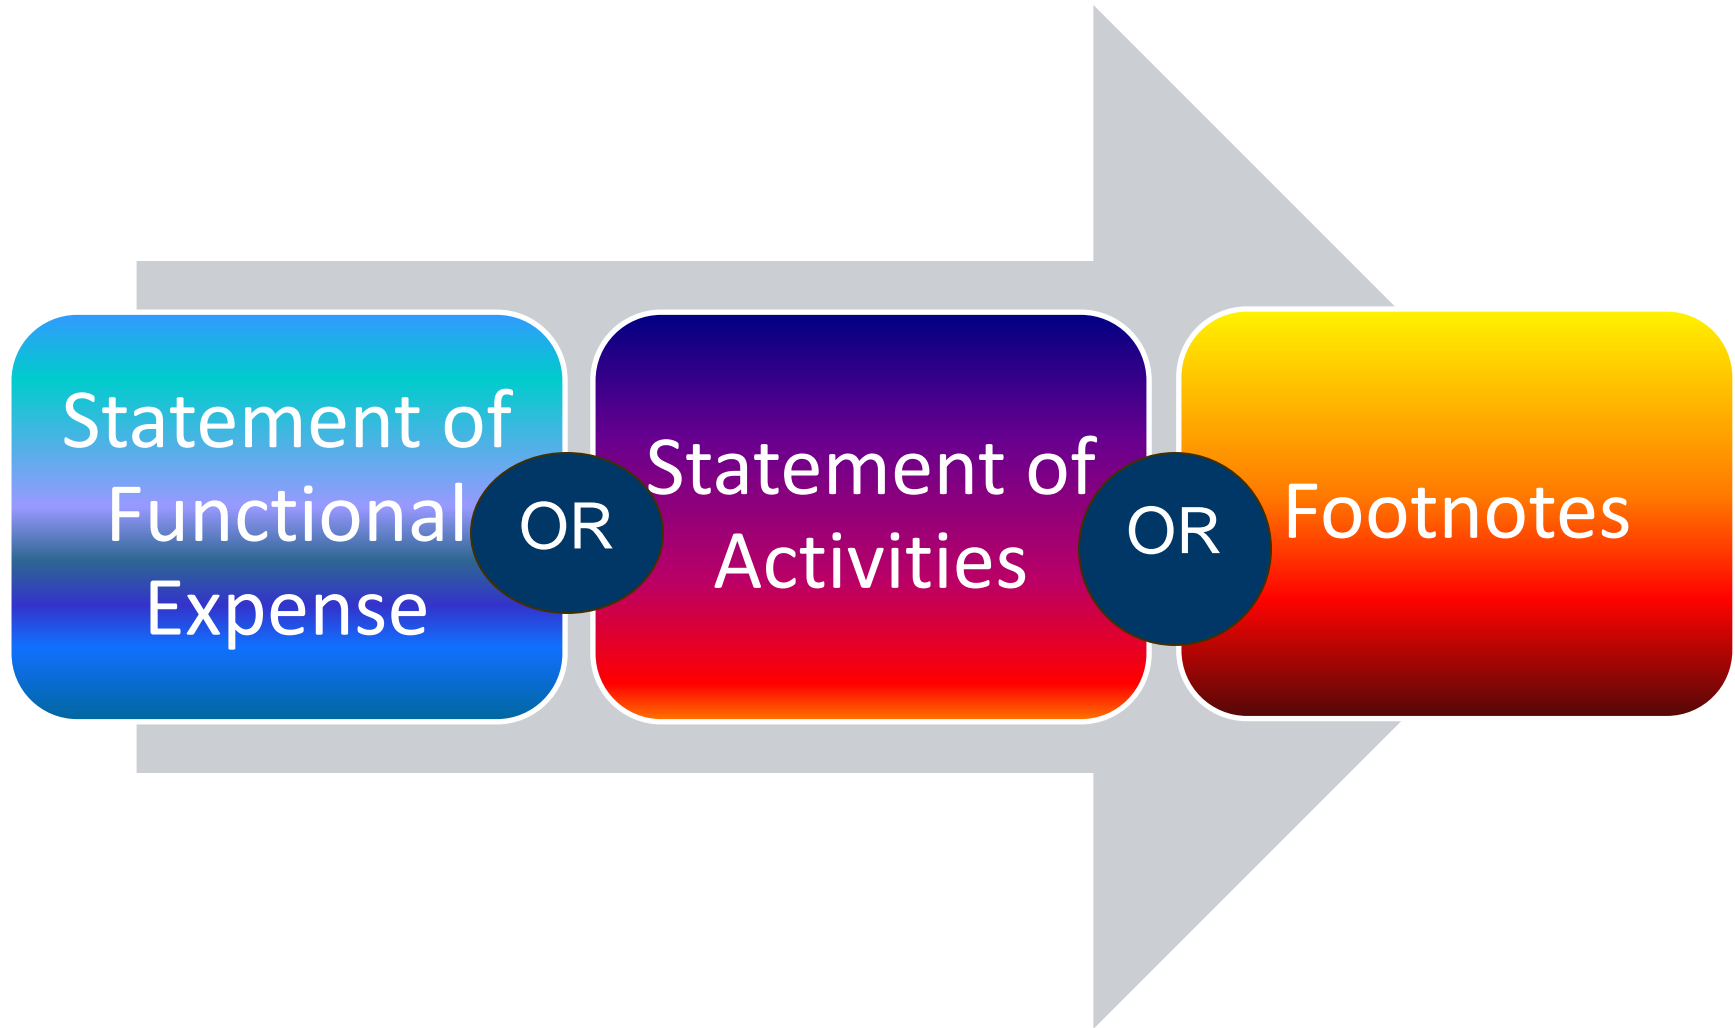 Statement of
Functional
Expense
OR
Statement of
Activities
OR
Footnotes